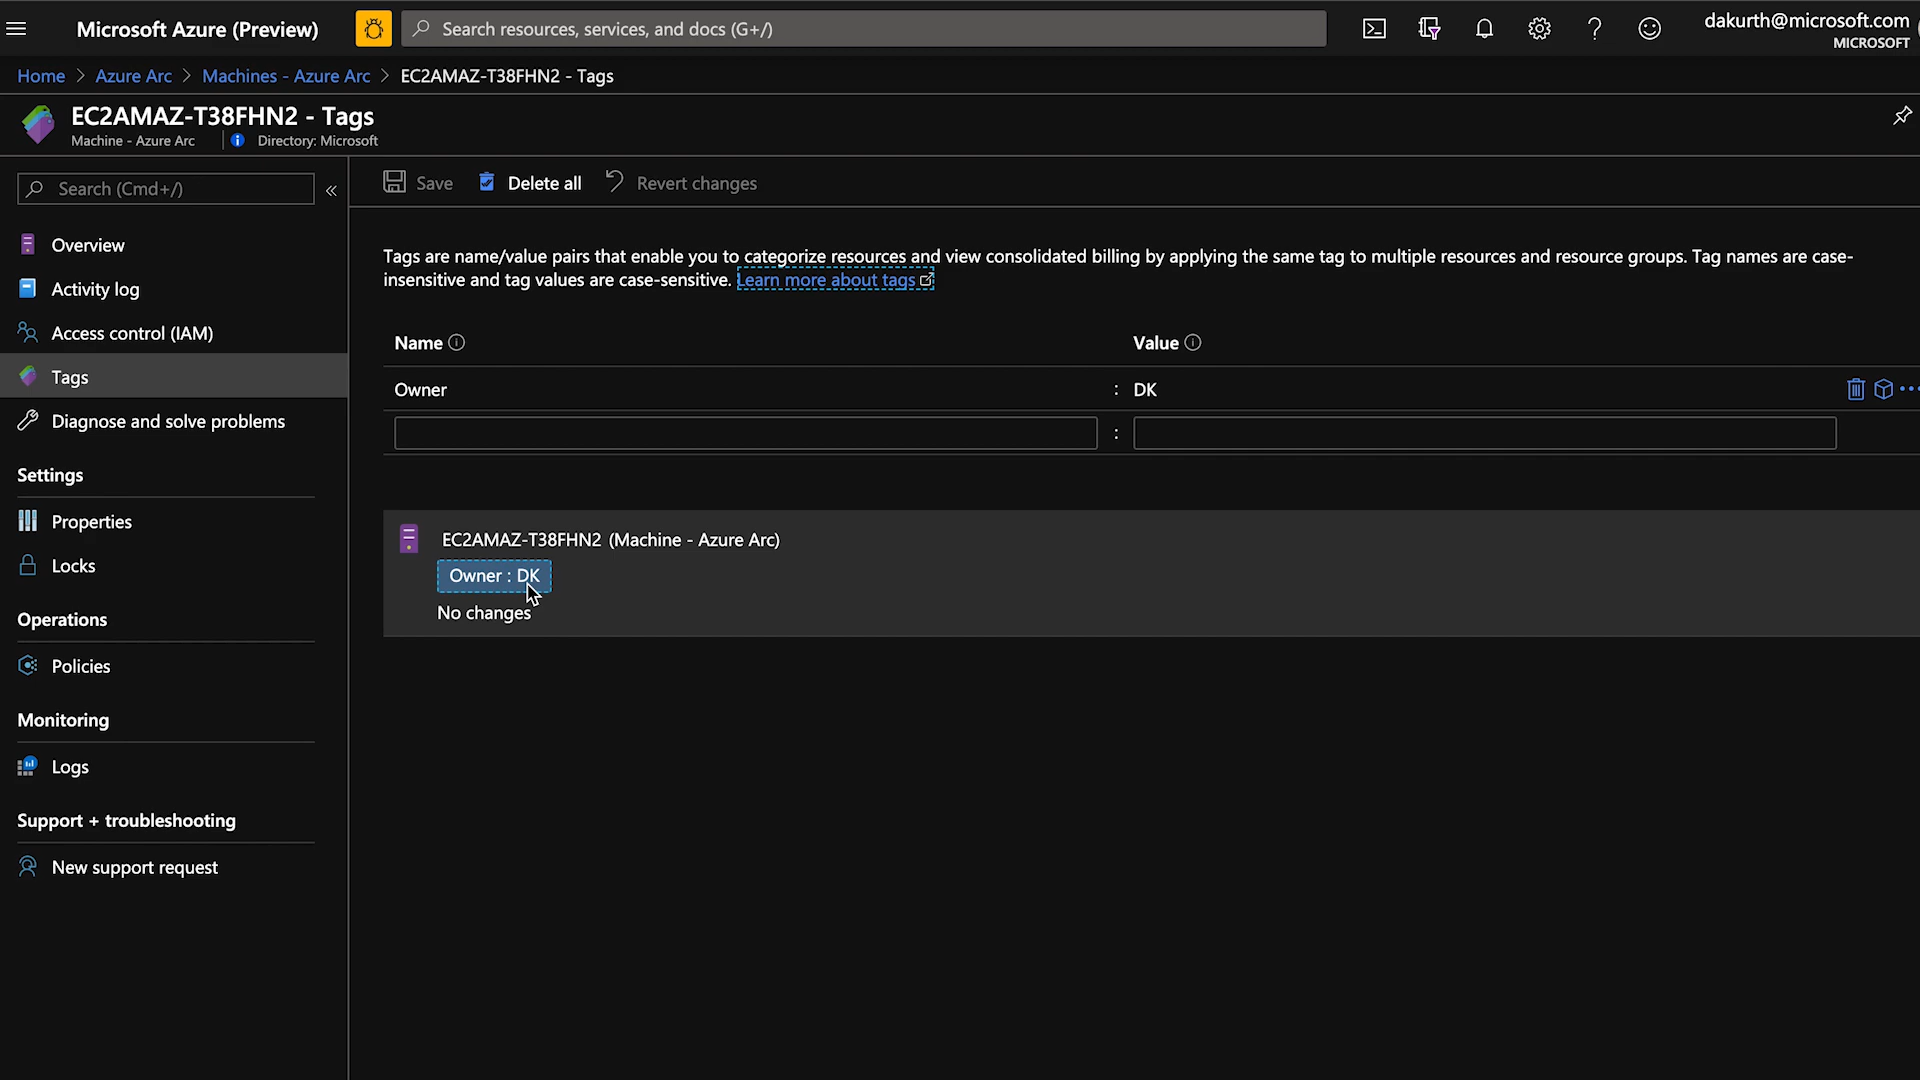 Microsoft Azure (Preview)
Search resources, services, and docs (G+/)
dakurth@microsoft.com
MICROSOFT
Home > Azure Arc > Machines - Azure Arc > EC2AMAZ-T38FHN2 - Tags
EC2AMAZ-T38FHN2 - Tags
Machine - Azure Arc
Directory: Microsoft
Search (Cmd+/)
«
Overview
Activity log
Access control (IAM)
Tags
Diagnose and solve problems
Settings
Properties
Locks
Operations
Policies
Monitoring
Logs
Support + troubleshooting
New support request
Save
Delete all
Revert changes
Tags are name/value pairs that enable you to categorize resources and view consolidated billing by applying the same tag to multiple resources and resource groups. Tag names are case-
insensitive and tag values are case-sensitive. Learn more about tags
Name
Value
Owner : DK
:
EC2AMAZ-T38FHN2 (Machine - Azure Arc)
Owner : DK
No changes